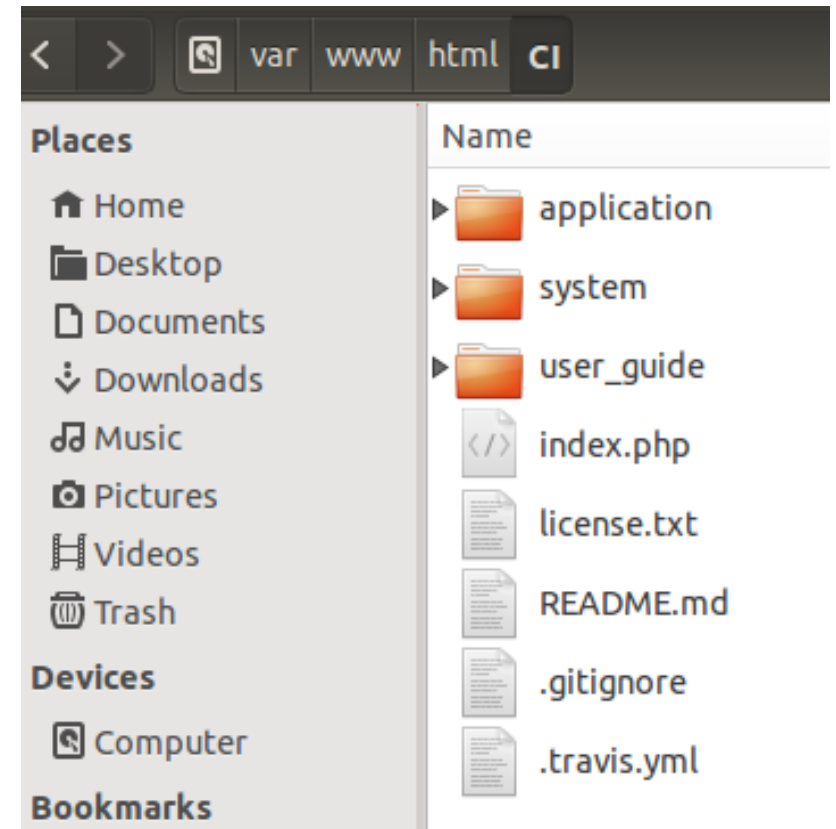 var www html CI
Places
Home
Desktop
Documents
Downloads
Music
Pictures
Videos
Trash
Devices
Computer
Bookmarks
Name
application
system
user_guide
index.php
license.txt
README.md
.gitignore
.travis.yml